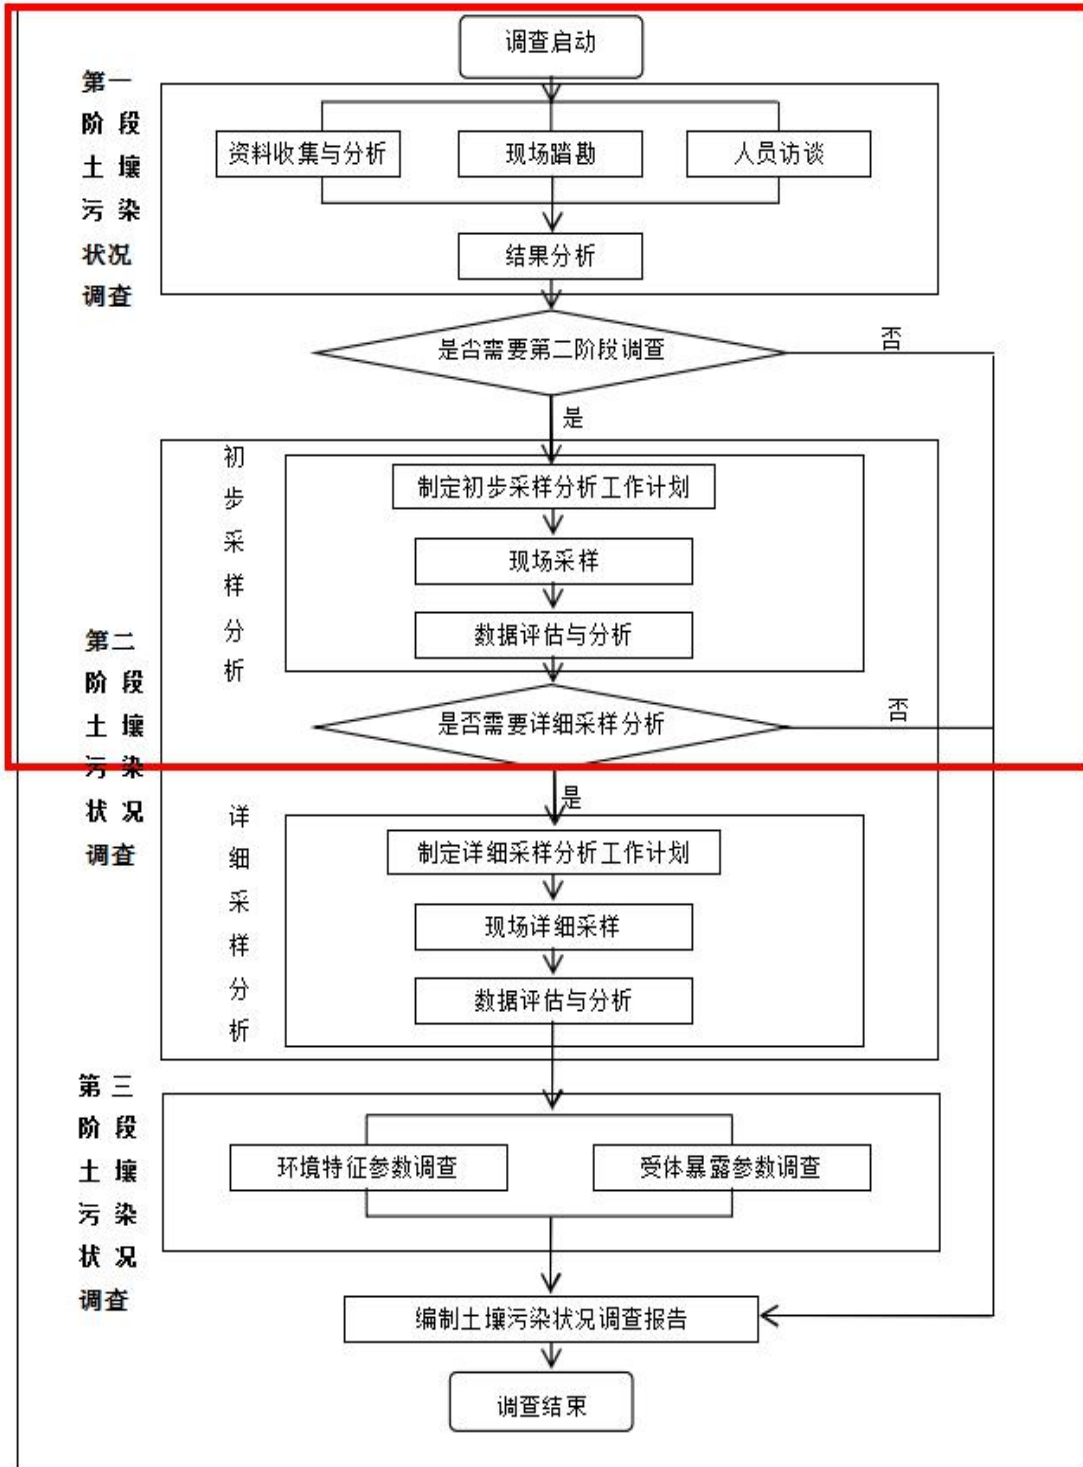 调查启动
第一
阶 段
土 壤
污 染
状况
调查
资料收集与分析
现场踏勘
人员访谈
结果分析
是否需要第二阶段调查
否
是
第二
阶 段
土 壤
污 染
状 况
调查
初
步
采
样
分
析
制定初步采样分析工作计划
现场采样
数据评估与分析
是否需要详细采样分析
否
是
详
细
采
样
分
析
制定详细采样分析工作计划
现场详细采样
数据评估与分析
第 三
阶 段
土 壤
污 染
状 况
调查
环境特征参数调查
受体暴露参数调查
编制土壤污染状况调查报告
调查结束